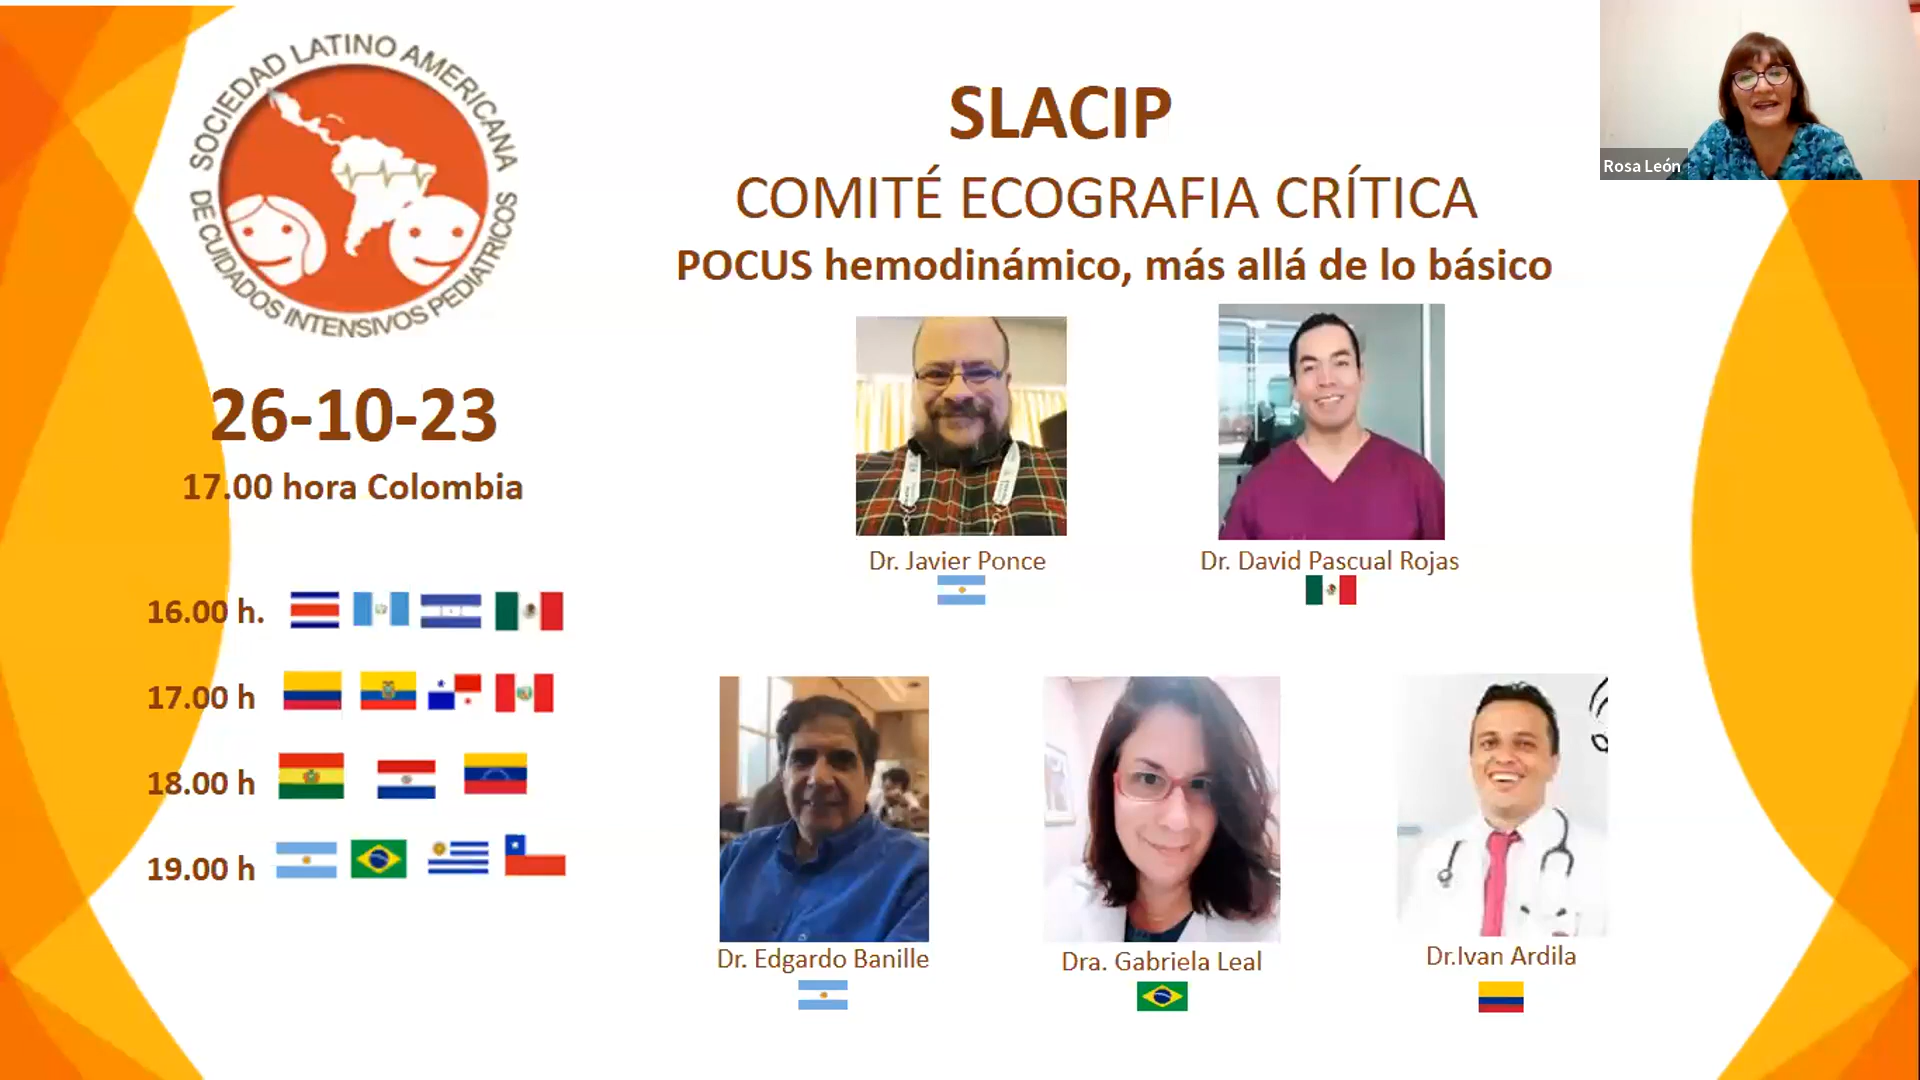 SOCIEDAD LATINO AMERICANA
DE CUIDADOS INTENSIVOS PEDIATRICOS
26-10-23
17.00 hora Colombia
16.00 h.
17.00 h
18.00 h
19.00 h
SLACIP
COMITÉ ECOGRAFIA CRÍTICA
POCUS hemodinámico, más allá de lo básico
Dr. Javier Ponce
Dr. David Pascual Rojas
Dr. Edgardo Banille
Dra. Gabriela Leal
Dr.Ivan Ardila
Rosa León